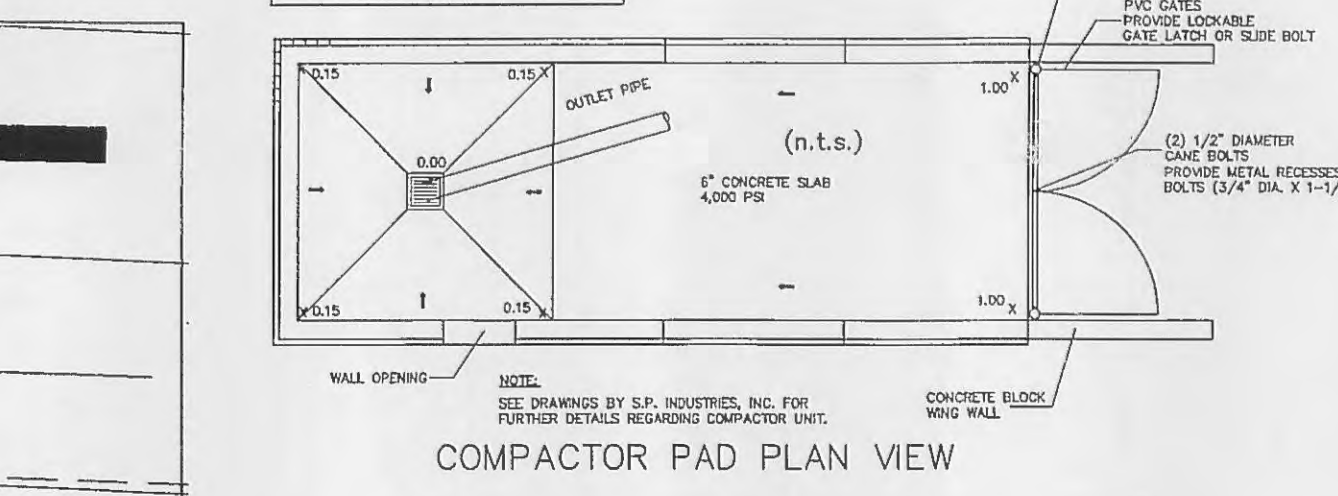 PVC GATES
PROVIDE LOCKABLE
GATE LATCH OR SLIDE BOLT
0.15
0.15 X
OUTLET PIPE
1.00 X
(n.t.s.)
(2) 1/2" DIAMETER
CANE BOLTS
PROVIDE METAL RECESSES
BOLTS (3/4" DIA. X 1-1/
0.00
6" CONCRETE SLAB
4,000 PSI
X 0.15
0.15 X
1.00 X
WALL OPENING
NOTE:
SEE DRAWINGS BY S.P. INDUSTRIES, INC. FOR
FURTHER DETAILS REGARDING COMPACTOR UNIT.
CONCRETE BLOCK
WING WALL
COMPACTOR PAD PLAN VIEW